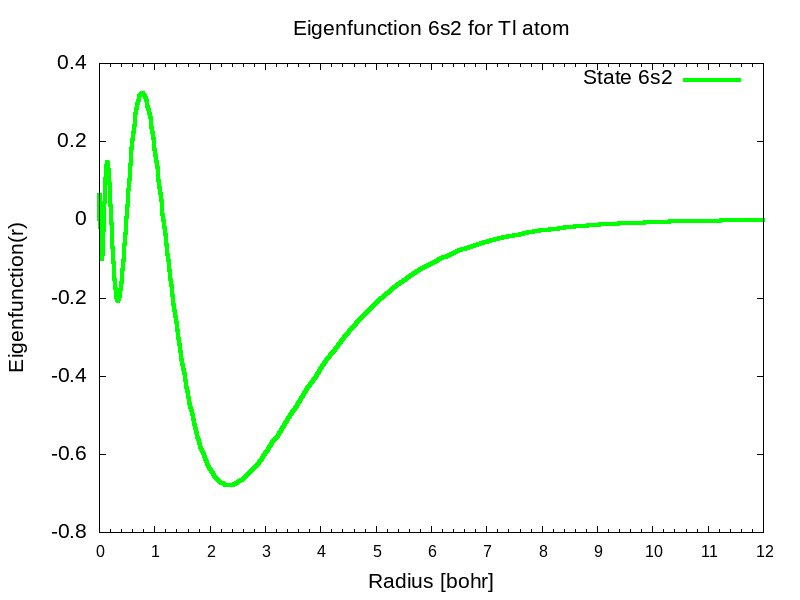 Eigenfunction 6s2 for Tl atom
State 6s2
0.4
0.2
0
-0.2
-0.4
-0.6
-0.8
Eigenfunction(r)
0 1 2 3 4 5 6 7 8 9 10 11 12
Radius [bohr]